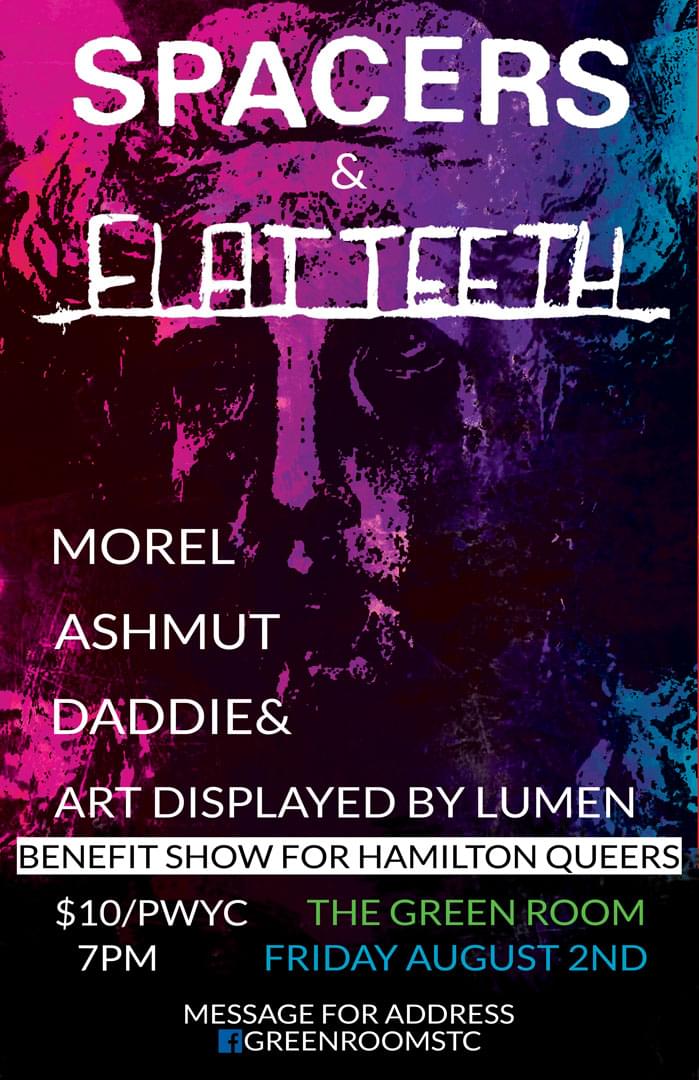 SPACERS
&
FLAT TEETH
MOREL
ASHMUT
DADDIE&
ART DISPLAYED BY LUMEN
BENEFIT SHOW FOR HAMILTON QUEERS
$10/PWYC THE GREEN ROOM
7PM FRIDAY AUGUST 2ND
MESSAGE FOR ADDRESS
f GREENROOMSTC